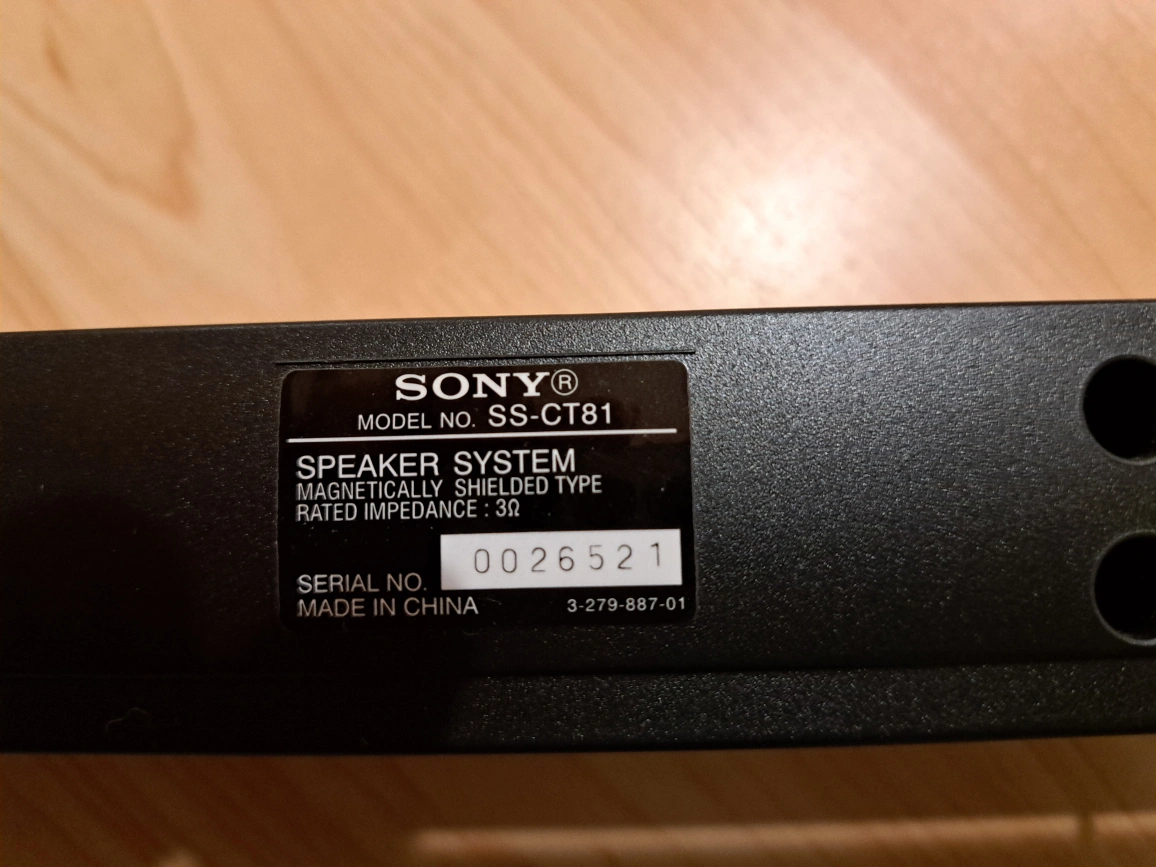 SONY®
MODEL NO. SS-CT81
SPEAKER SYSTEM
MAGNETICALLY SHIELDED TYPE
RATED IMPEDANCE : 3Ω
SERIAL NO. 0026521
MADE IN CHINA 3-279-887-01